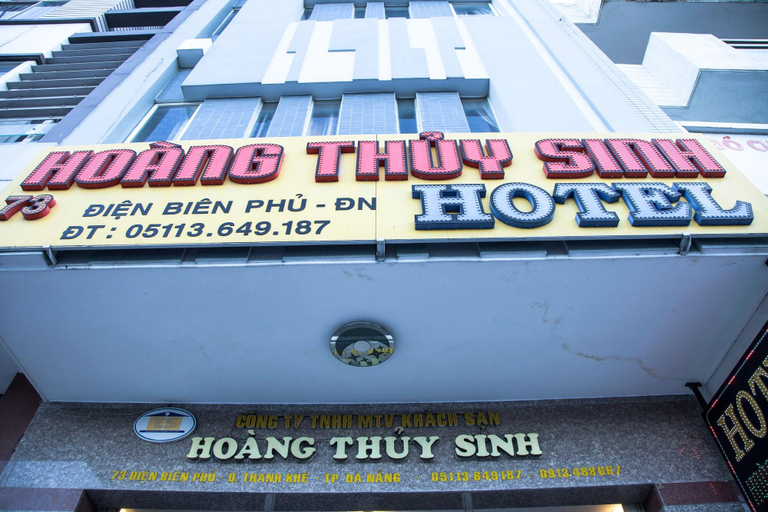 HOÀNG THỦY SINH
73 ĐIỆN BIÊN PHỦ - ĐN
HOTEL
ĐT : 05113.649.187
CÔNG TY TNHH MTV KHÁCH SẠN
HOÀNG THỦY SINH
73 ĐIỆN BIÊN PHỦ - Q. THANH KHÊ - TP ĐÀ NẴNG 05113.649187 - 0913.488667